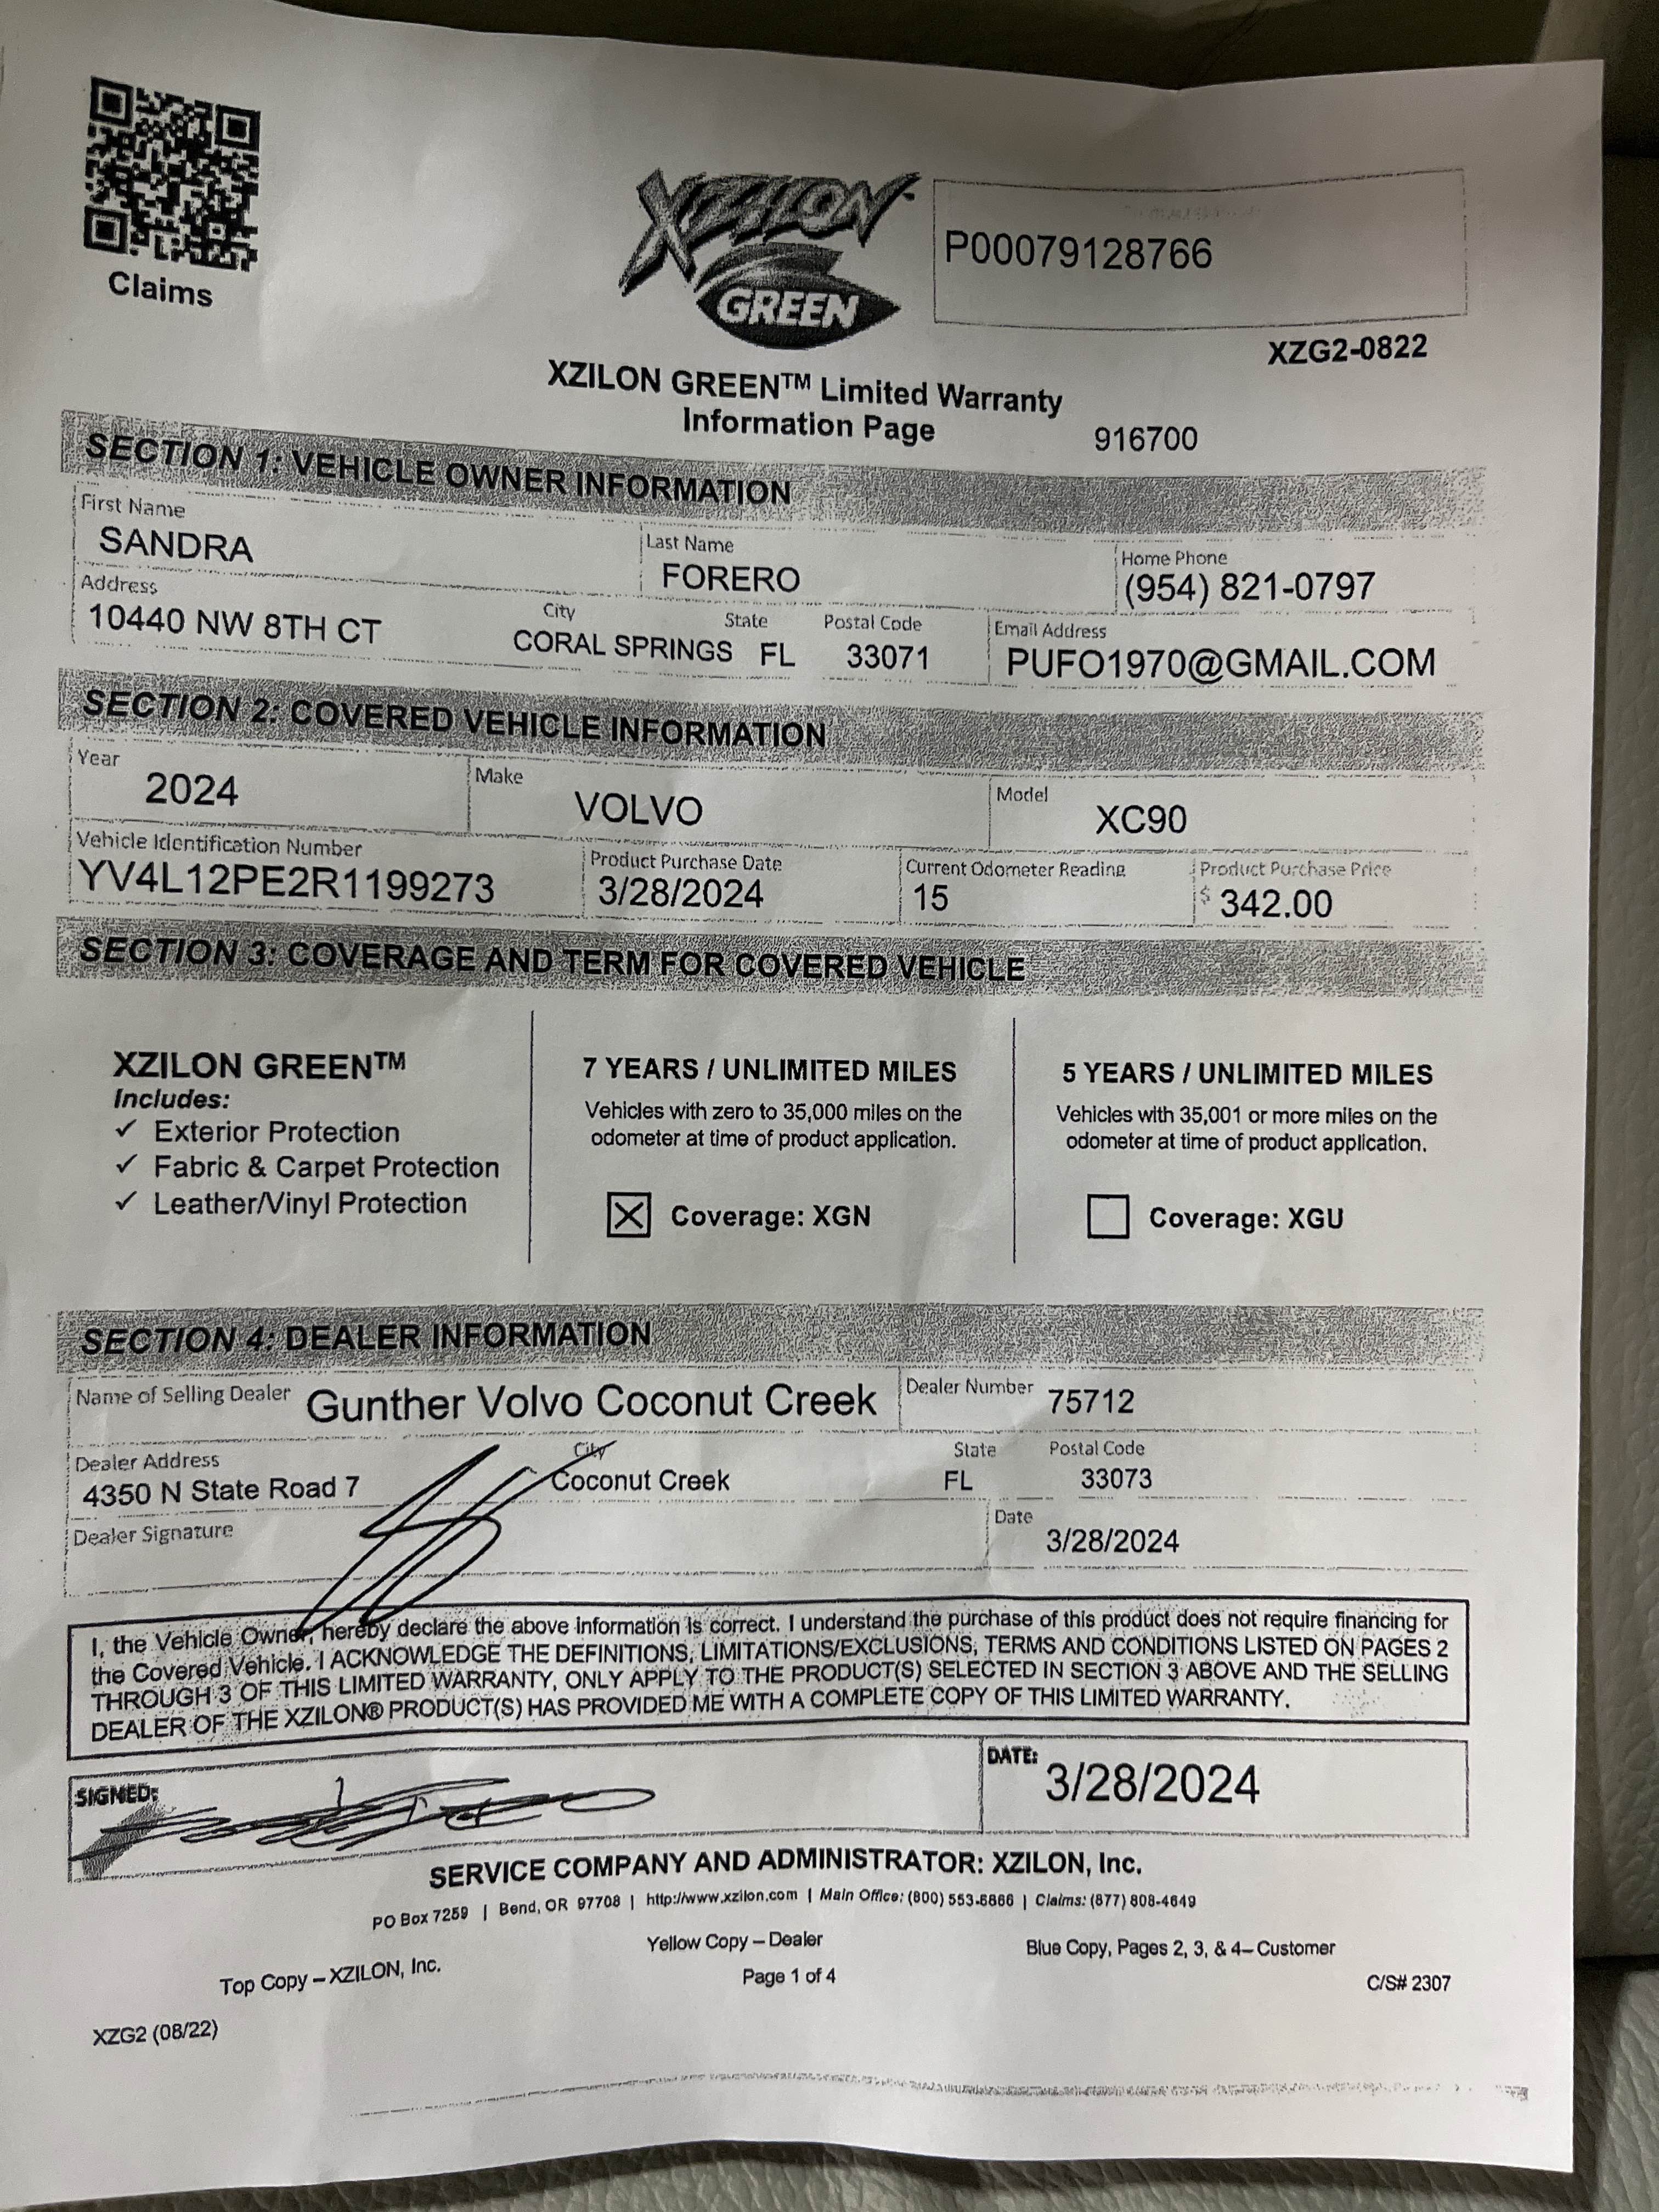 Claims
XZILON
GREEN
P00079128766
XZG2-0822
XZILON GREEN™ Limited Warranty
Information Page
916700
SECTION 1: VEHICLE OWNER INFORMATION
First Name
SANDRA
Last Name
FORERO
Home Phone
(954) 821-0797
Address
10440 NW 8TH CT
City
CORAL SPRINGS
State
FL
Postal Code
33071
Email Address
PUFO1970@GMAIL.COM
SECTION 2: COVERED VEHICLE INFORMATION
Year
2024
Make
VOLVO
Model
XC90
Vehicle Identification Number
YV4L12PE2R1199273
Product Purchase Date
3/28/2024
Current Odometer Reading
15
Product Purchase Price
$ 342.00
SECTION 3: COVERAGE AND TERM FOR COVERED VEHICLE
XZILON GREEN™
Includes:
✓ Exterior Protection
✓ Fabric & Carpet Protection
✓ Leather/Vinyl Protection
7 YEARS / UNLIMITED MILES
Vehicles with zero to 35,000 miles on the
odometer at time of product application.
☒ Coverage: XGN
5 YEARS / UNLIMITED MILES
Vehicles with 35,001 or more miles on the
odometer at time of product application.
☐ Coverage: XGU
SECTION 4: DEALER INFORMATION
Name of Selling Dealer Gunther Volvo Coconut Creek
Dealer Number 75712
Dealer Address
4350 N State Road 7
City
Coconut Creek
State
FL
Postal Code
33073
Dealer Signature
Date
3/28/2024
I, the Vehicle Owner, hereby declare the above information is correct. I understand the purchase of this product does not require financing for
the Covered Vehicle. I ACKNOWLEDGE THE DEFINITIONS, LIMITATIONS/EXCLUSIONS, TERMS AND CONDITIONS LISTED ON PAGES 2
THROUGH 3 OF THIS LIMITED WARRANTY, ONLY APPLY TO THE PRODUCT(S) SELECTED IN SECTION 3 ABOVE AND THE SELLING
DEALER OF THE XZILON® PRODUCT(S) HAS PROVIDED ME WITH A COMPLETE COPY OF THIS LIMITED WARRANTY.
SIGNED:
DATE:
3/28/2024
SERVICE COMPANY AND ADMINISTRATOR: XZILON, Inc.
PO Box 7259 | Bend, OR 97708 | http://www.xzilon.com | Main Office: (800) 553-6866 | Claims: (877) 808-4649
Top Copy – XZILON, Inc.
Yellow Copy – Dealer
Blue Copy, Pages 2, 3, & 4– Customer
Page 1 of 4
C/S# 2307
XZG2 (08/22)